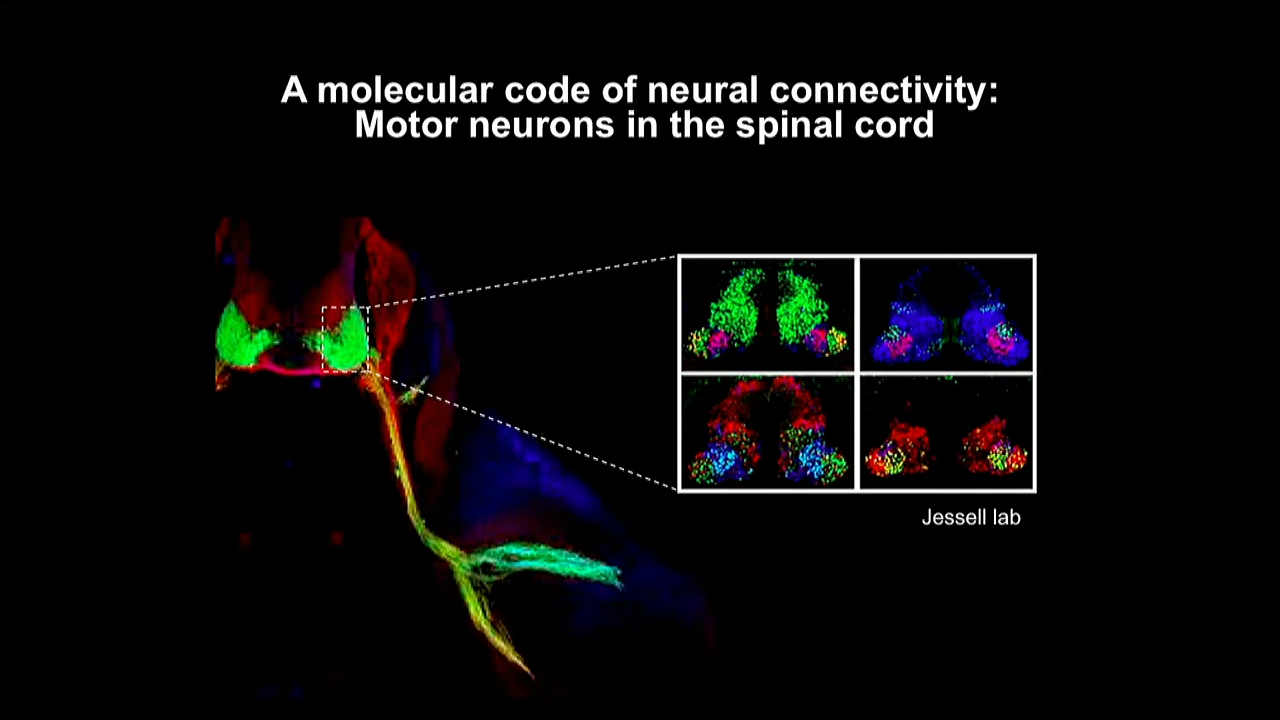 A molecular code of neural connectivity:
Motor neurons in the spinal cord
Jessell lab